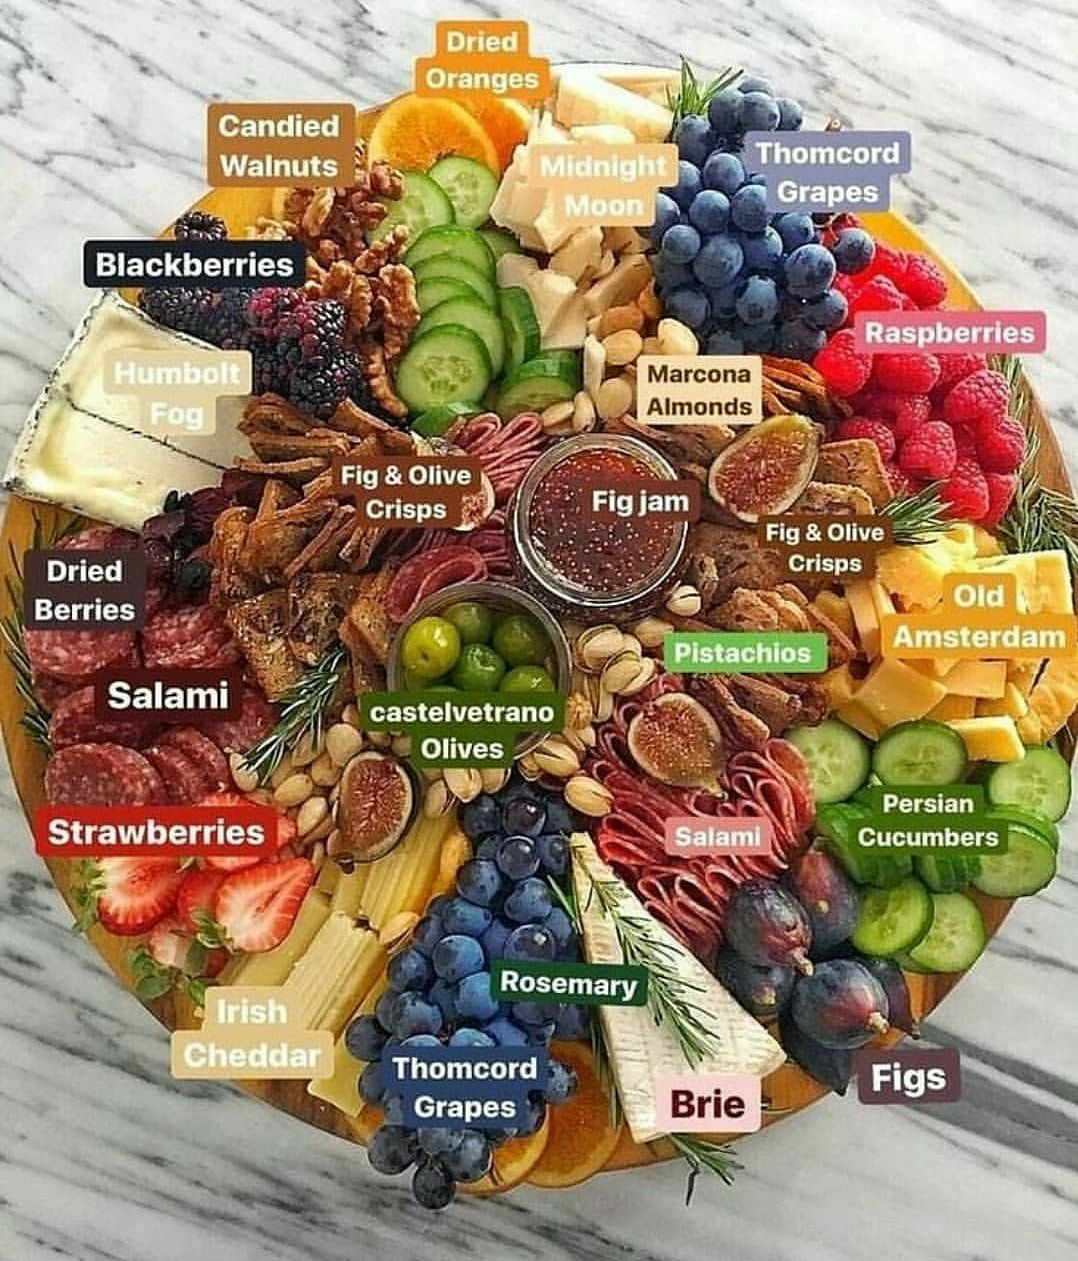 Dried
Oranges
Candied
Walnuts
Midnight
Moon
Thomcord
Grapes
Blackberries
Raspberries
Humbolt
Fog
Marcona
Almonds
Fig & Olive
Crisps
Fig jam
Fig & Olive
Crisps
Dried
Berries
Old
Amsterdam
Pistachios
Salami
castelvetrano
Olives
Strawberries
Salami
Persian
Cucumbers
Rosemary
Irish
Cheddar
Thomcord
Grapes
Brie
Figs